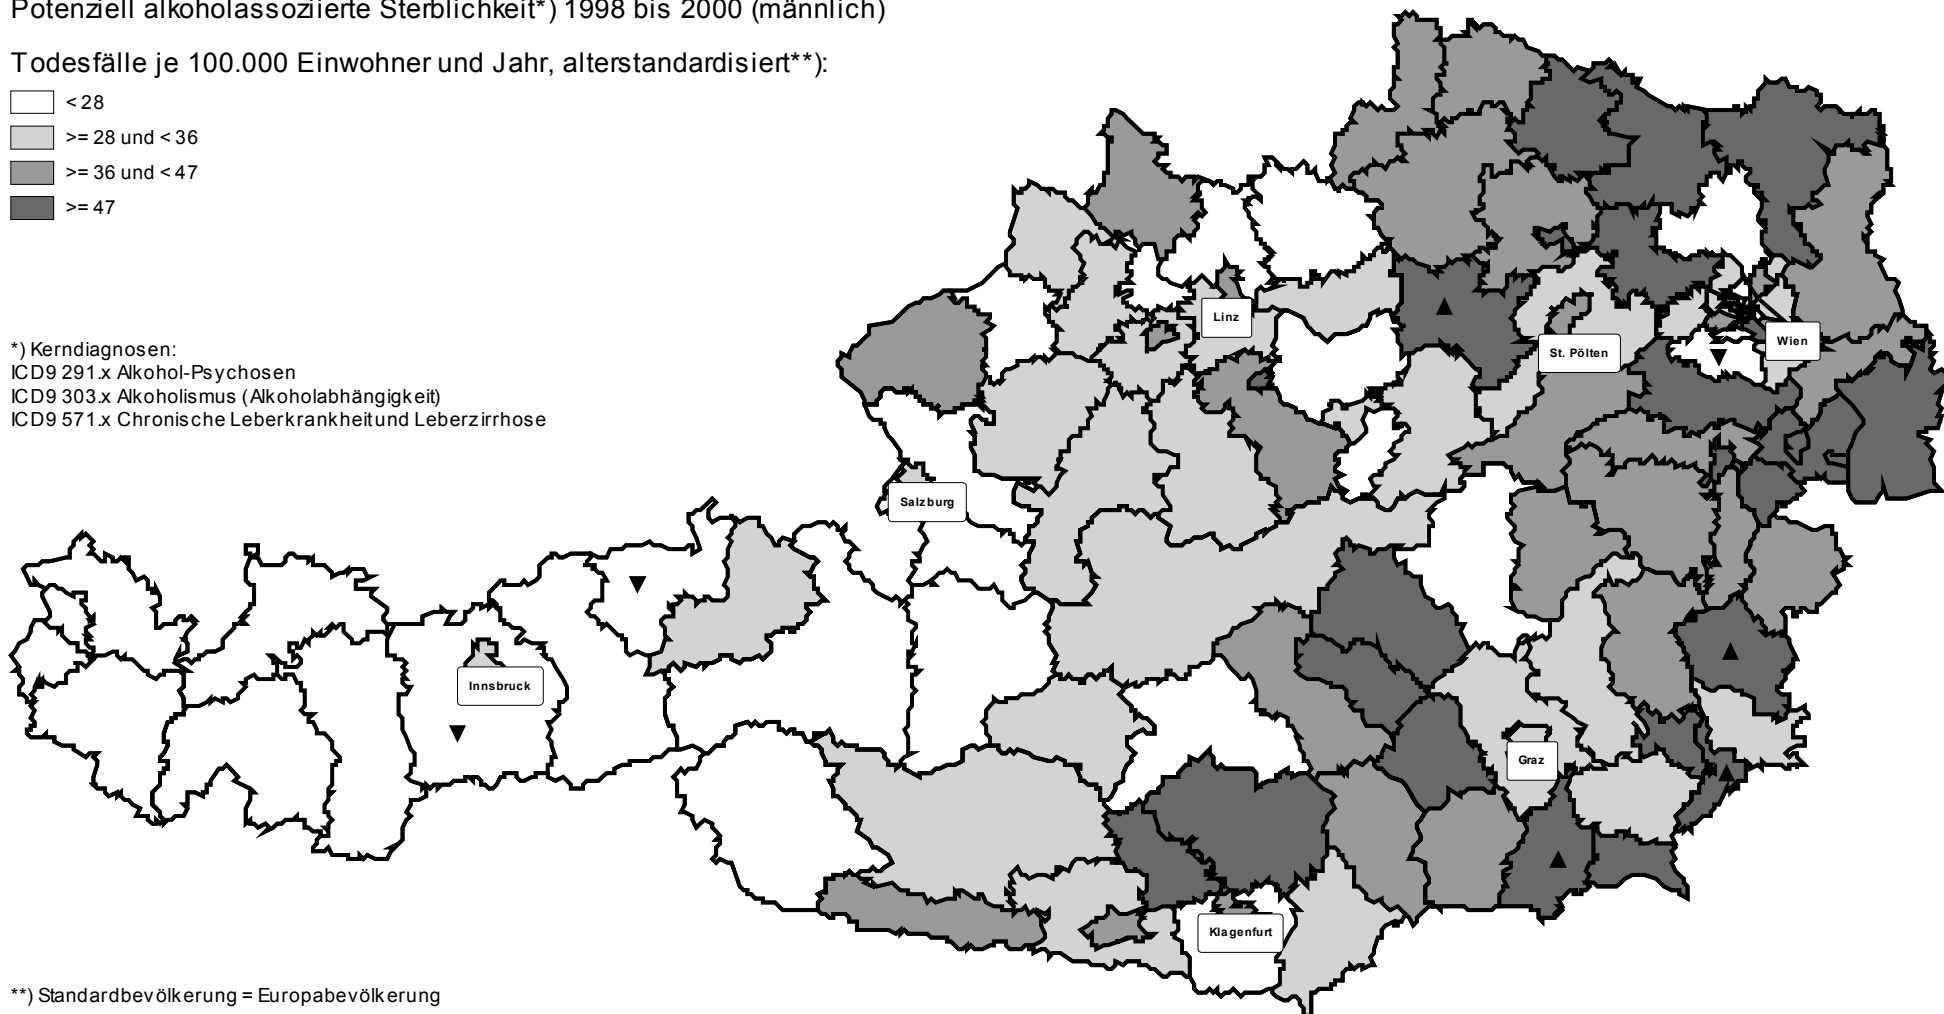 Potenziell alkoholassoziierte Sterblichkeit*) 1998 bis 2000 (männlich)
Todesfälle je 100.000 Einwohner und Jahr, alterstandardisiert**):
< 28
>= 28 und < 36
>= 36 und < 47
>= 47
*) Kerndiagnosen:
ICD9 291.x Alkohol-Psychosen
ICD9 303.x Alkoholismus (Alkoholabhängigkeit)
ICD9 571.x Chronische Leberkrankheit und Leberzirrhose
Linz
St. Pölten
Wien
Salzburg
Innsbruck
Graz
Klagenfurt
**) Standardbevölkerung = Europabevölkerung